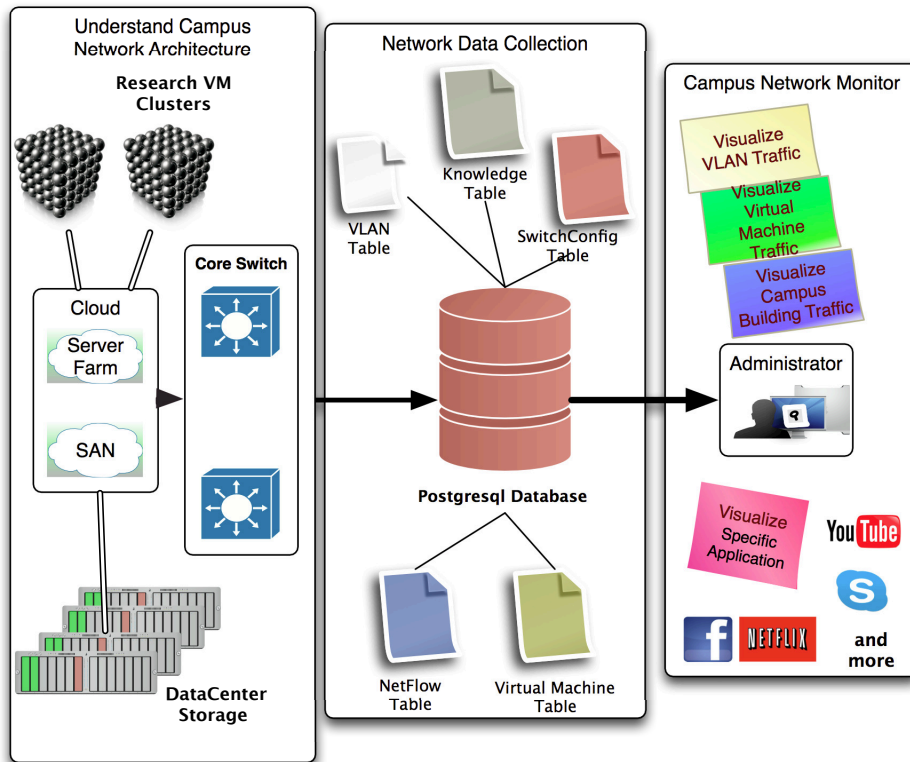 Understand Campus
Network Architecture
Research VM
Clusters
Cloud
Server
Farm
SAN
Core Switch
DataCenter
Storage
Network Data Collection
VLAN
Table
Knowledge
Table
SwitchConfig
Table
Postgresql Database
NetFlow
Table
Virtual Machine
Table
Campus Network Monitor
Visualize
VLAN Traffic
Visualize
Virtual
Machine
Traffic
Visualize
Campus
Building Traffic
Administrator
Visualize
Specific
Application
YouTube
S
f
NETFLIX
and
more